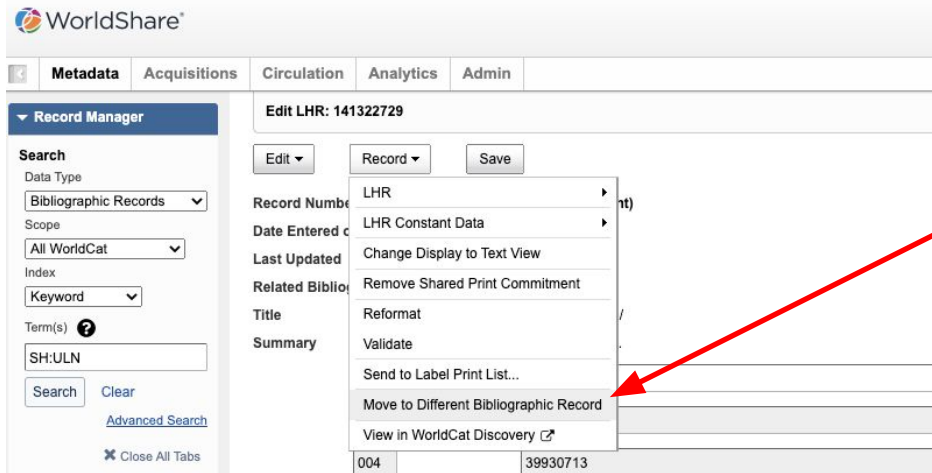 WorldShare®
Metadata Acquisitions Circulation Analytics Admin
Record Manager
Search
Data Type
Bibliographic Records
Scope
All WorldCat
Index
Keyword
Term(s) ?
SH:ULN
Search Clear
Advanced Search
Close All Tabs
Edit LHR: 141322729
Edit Record Save
Record Numbe
Date Entered
Last Updated
Related Biblio
Title /
Summary .
LHR
LHR Constant Data
Change Display to Text View
Remove Shared Print Commitment
Reformat
Validate
Send to Label Print List...
Move to Different Bibliographic Record
View in WorldCat Discovery
004 39930713